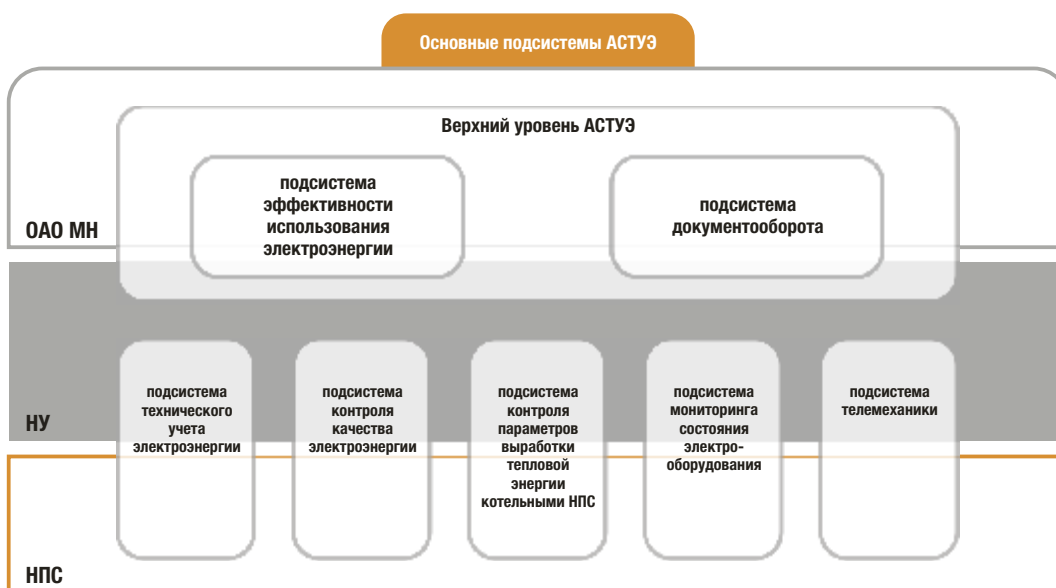 Основные подсистемы АСТУЭ
Верхний уровень АСТУЭ
подсистема
эффективности
использования
электроэнергии
подсистема
документооборота
ОАО МН
подсистема
технического
учета
электроэнергии
подсистема
контроля
качества
электроэнергии
подсистема
контроля
параметров
выработки
тепловой
энергии
котельными НПС
подсистема
мониторинга
состояния
электро-
оборудования
подсистема
телемеханики
НУ
НПС